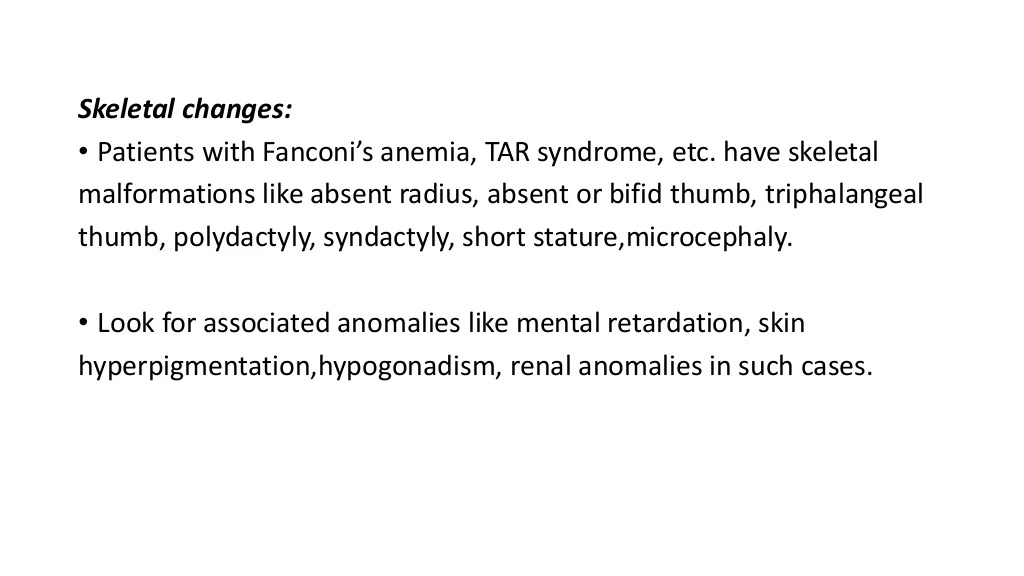 Skeletal changes:
• Patients with Fanconi’s anemia, TAR syndrome, etc. have skeletal
malformations like absent radius, absent or bifid thumb, triphalangeal
thumb, polydactyly, syndactyly, short stature,microcephaly.
• Look for associated anomalies like mental retardation, skin
hyperpigmentation,hypogonadism, renal anomalies in such cases.